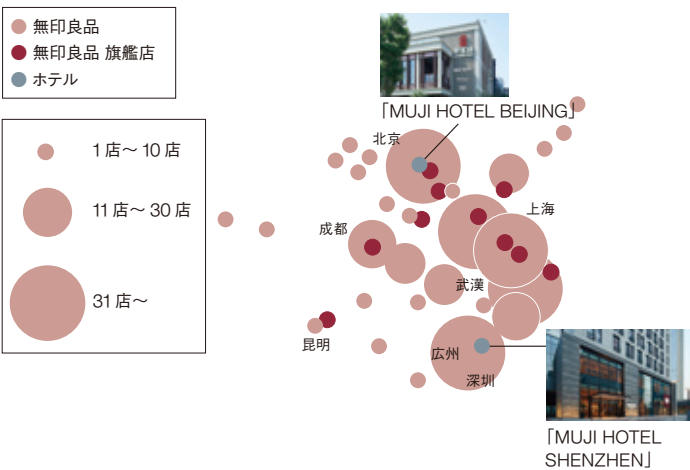 無印良品
無印良品 旗艦店
ホテル
1店〜10店
11店〜30店
31店〜
「MUJI HOTEL BEIJING」
北京
上海
成都
武漢
昆明
広州
深圳
「MUJI HOTEL
SHENZHEN」